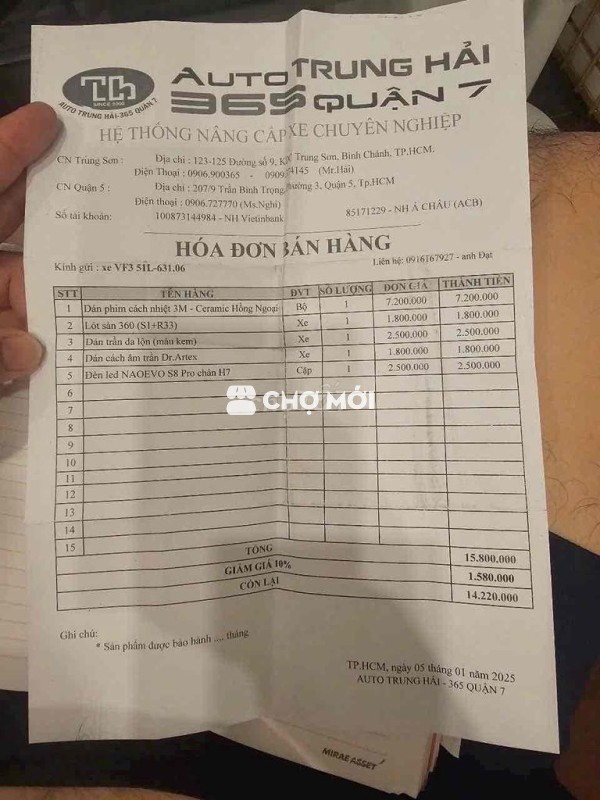 Th
SINCE 1990
AUTO TRUNG HẢI-365 QUẬN 7
AUTO TRUNG HẢI
365 QUẬN 7
HỆ THỐNG NÂNG CẤP XE CHUYÊN NGHIỆP
CN Trung Sơn : Địa chỉ : 123-125 Đường số 9, Trung Sơn, Bình Chánh, TP.HCM.
Điện Thoại : 0906.900365 - (Mr.Hải)
CN Quận 5 : Địa chỉ : 207/9 Trần Bình Trọng, Phường 3, Quận 5, Tp.HCM
Điện thoại : 0906.727770 (Ms.Nghi)
Số tài khoản: 100873144984 - NH Vietinbank 85171229 - NH Á CHÂU (ACB)
HÓA ĐƠN BÁN HÀNG
Kính gửi : xe VF3 51L-631.06 Liên hệ: 0916167927 - anh Đạt
STT TÊN HÀNG ĐVT SỐ LƯỢNG ĐƠN GIÁ THÀNH TIỀN
1 Dán phim cách nhiệt 3M - Ceramic Hồng Ngoại Bộ 1 7.200.000 7.200.000
2 Lót sàn 360 (S1+R33) Xe 1 1.800.000 1.800.000
3 Dán trần da lộn (màu kem) Xe 1 2.500.000 2.500.000
4 Dán cách âm trần Dr.Artex Xe 1 1.800.000 1.800.000
5 Đèn led NAOEVO S8 Pro chân H7 Cặp 1 2.500.000 2.500.000
6
7
8
9
10
11
12
13
14
15
CHỢ MỚI
TỔNG 15.800.000
GIẢM GIÁ 10% 1.580.000
CÒN LẠI 14.220.000
Ghi chú:
* Sản phẩm được bảo hành .... tháng
TP.HCM, ngày 05 tháng 01 năm 2025
AUTO TRUNG HẢI - 365 QUẬN 7
MIRAE ASSET